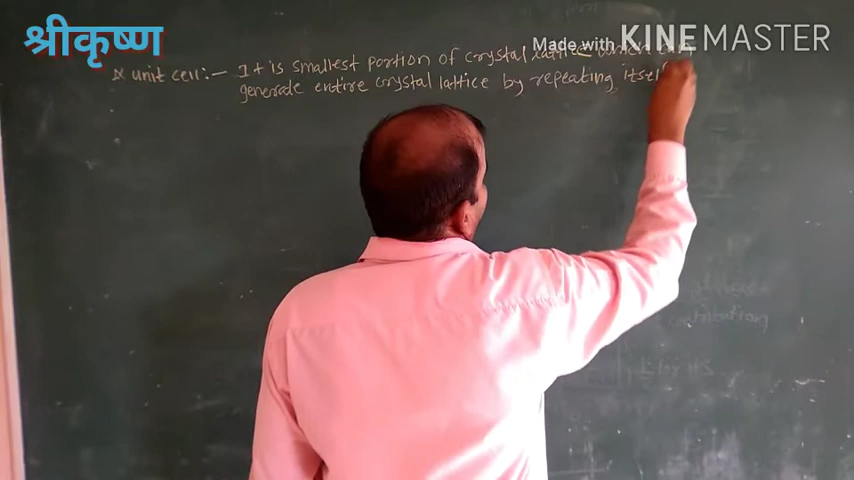 श्रीकृष्ण
Made with KINEMASTER
* unit cell:- It is smallest portion of crystal lattice which can
generate entire crystal lattice by repeating itself